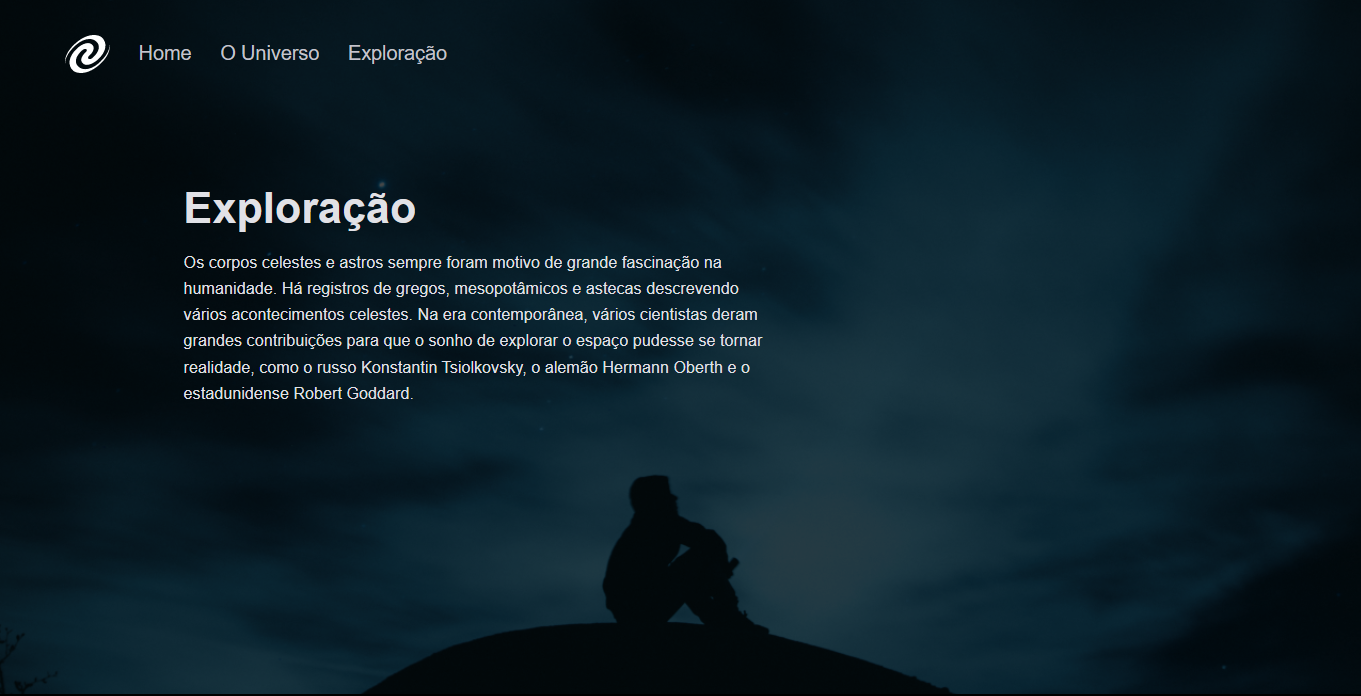 Home O Universo Exploração
Exploração
Os corpos celestes e astros sempre foram motivo de grande fascinação na
humanidade. Há registros de gregos, mesopotâmicos e astecas descrevendo
vários acontecimentos celestes. Na era contemporânea, vários cientistas deram
grandes contribuições para que o sonho de explorar o espaço pudesse se tornar
realidade, como o russo Konstantin Tsiolkovsky, o alemão Hermann Oberth e o
estadunidense Robert Goddard.